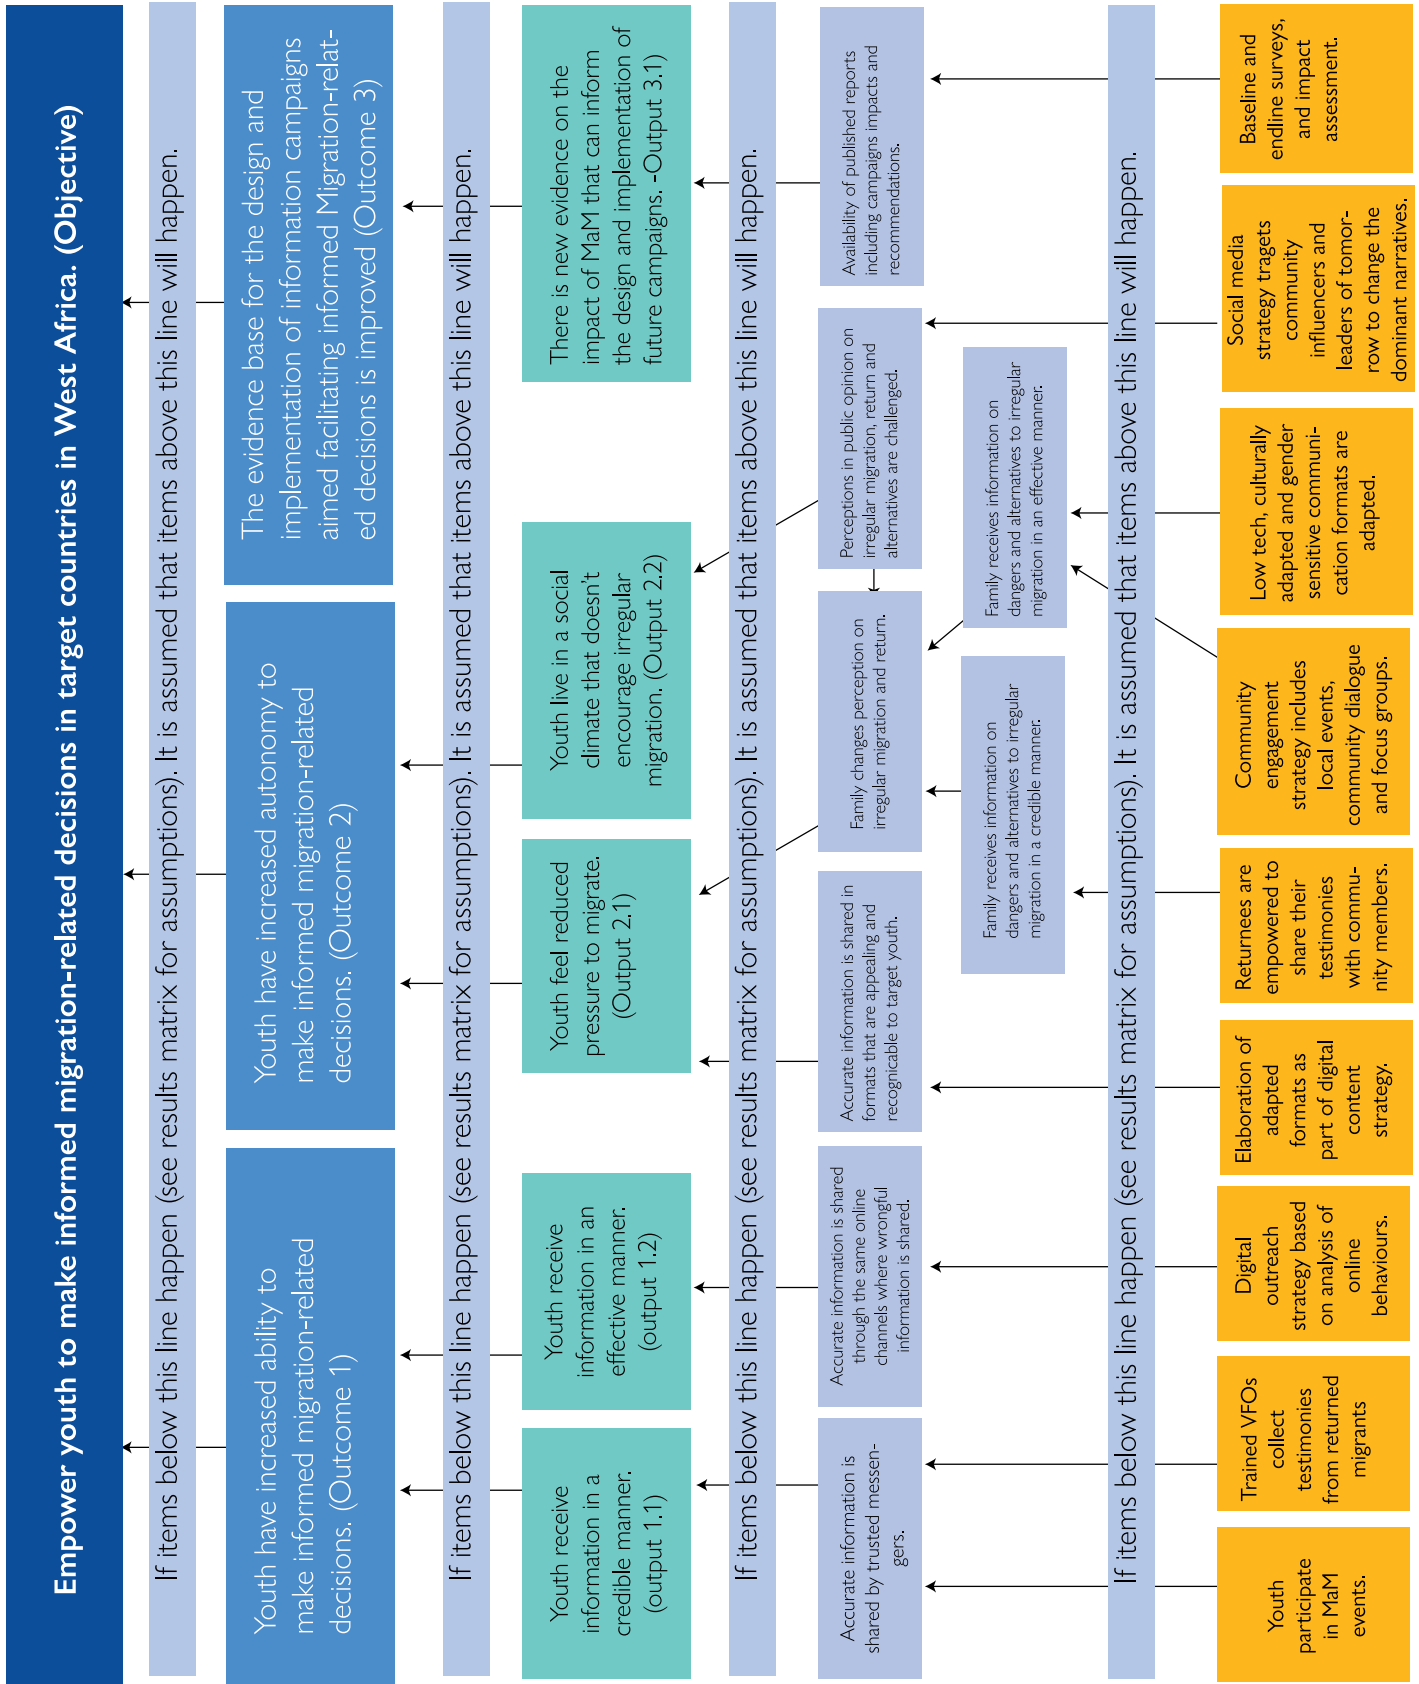 Empower youth to make informed migration-related decisions in target countries in West Africa. (Objective)
If items below this line happen (see results matrix for assumptions). It is assumed that items above this line will happen.
Youth have increased ability to
make informed migration-related
decisions. (Outcome 1)
Youth have increased autonomy to
make informed migration-related
decisions. (Outcome 2)
The evidence base for the design and
implementation of information campaigns
aimed facilitating informed Migration-relat-
ed decisions is improved (Outcome 3)
If items below this line happen (see results matrix for assumptions). It is assumed that items above this line will happen.
Youth receive
information in a
credible manner.
(output 1.1)
Youth receive
information in an
effective manner.
(output 1.2)
Youth feel reduced
pressure to migrate.
(Output 2.1)
Youth live in a social
climate that doesn't
encourage irregular
migration. (Output 2.2)
There is new evidence on the
impact of MaM that can inform
the design and implementation of
future campaigns. -Output 3.1)
If items below this line happen (see results matrix for assumptions). It is assumed that items above this line will happen.
Accurate information is
shared by trusted messen-
gers.
Accurate information is shared
through the same online
channels where wrongful
information is shared.
Accurate information is shared in
formats that are appealing and
recognicable to target youth.
Family changes perception on
irregular migration and return.
Perceptions in public opinion on
irregular migration, return and
alternatives are challenged.
Availability of published reports
including campaigns impacts and
recommendations.
Family receives information on
dangers and alternatives to irregular
migration in a credible manner.
Family receives information on
dangers and alternatives to irregular
migration in an effective manner.
If items below this line happen (see results matrix for assumptions). It is assumed that items above this line will happen.
Youth
participate
in MaM
events.
Trained VFOs
collect
testimonies
from returned
migrants
Digital
outreach
strategy based
on analysis of
online
behaviours.
Elaboration of
adapted
formats as
part of digital
content
strategy.
Returnees are
empowered to
share their
testimonies
with commu-
nity members.
Community
engagement
strategy includes
local events,
community dialogue
and focus groups.
Low tech, culturally
adapted and gender
sensitive communi-
cation formats are
adapted.
Social media
strategy tragets
community
influencers and
leaders of tomor-
row to change the
dominant narratives.
Baseline and
endline surveys,
and impact
assessment.